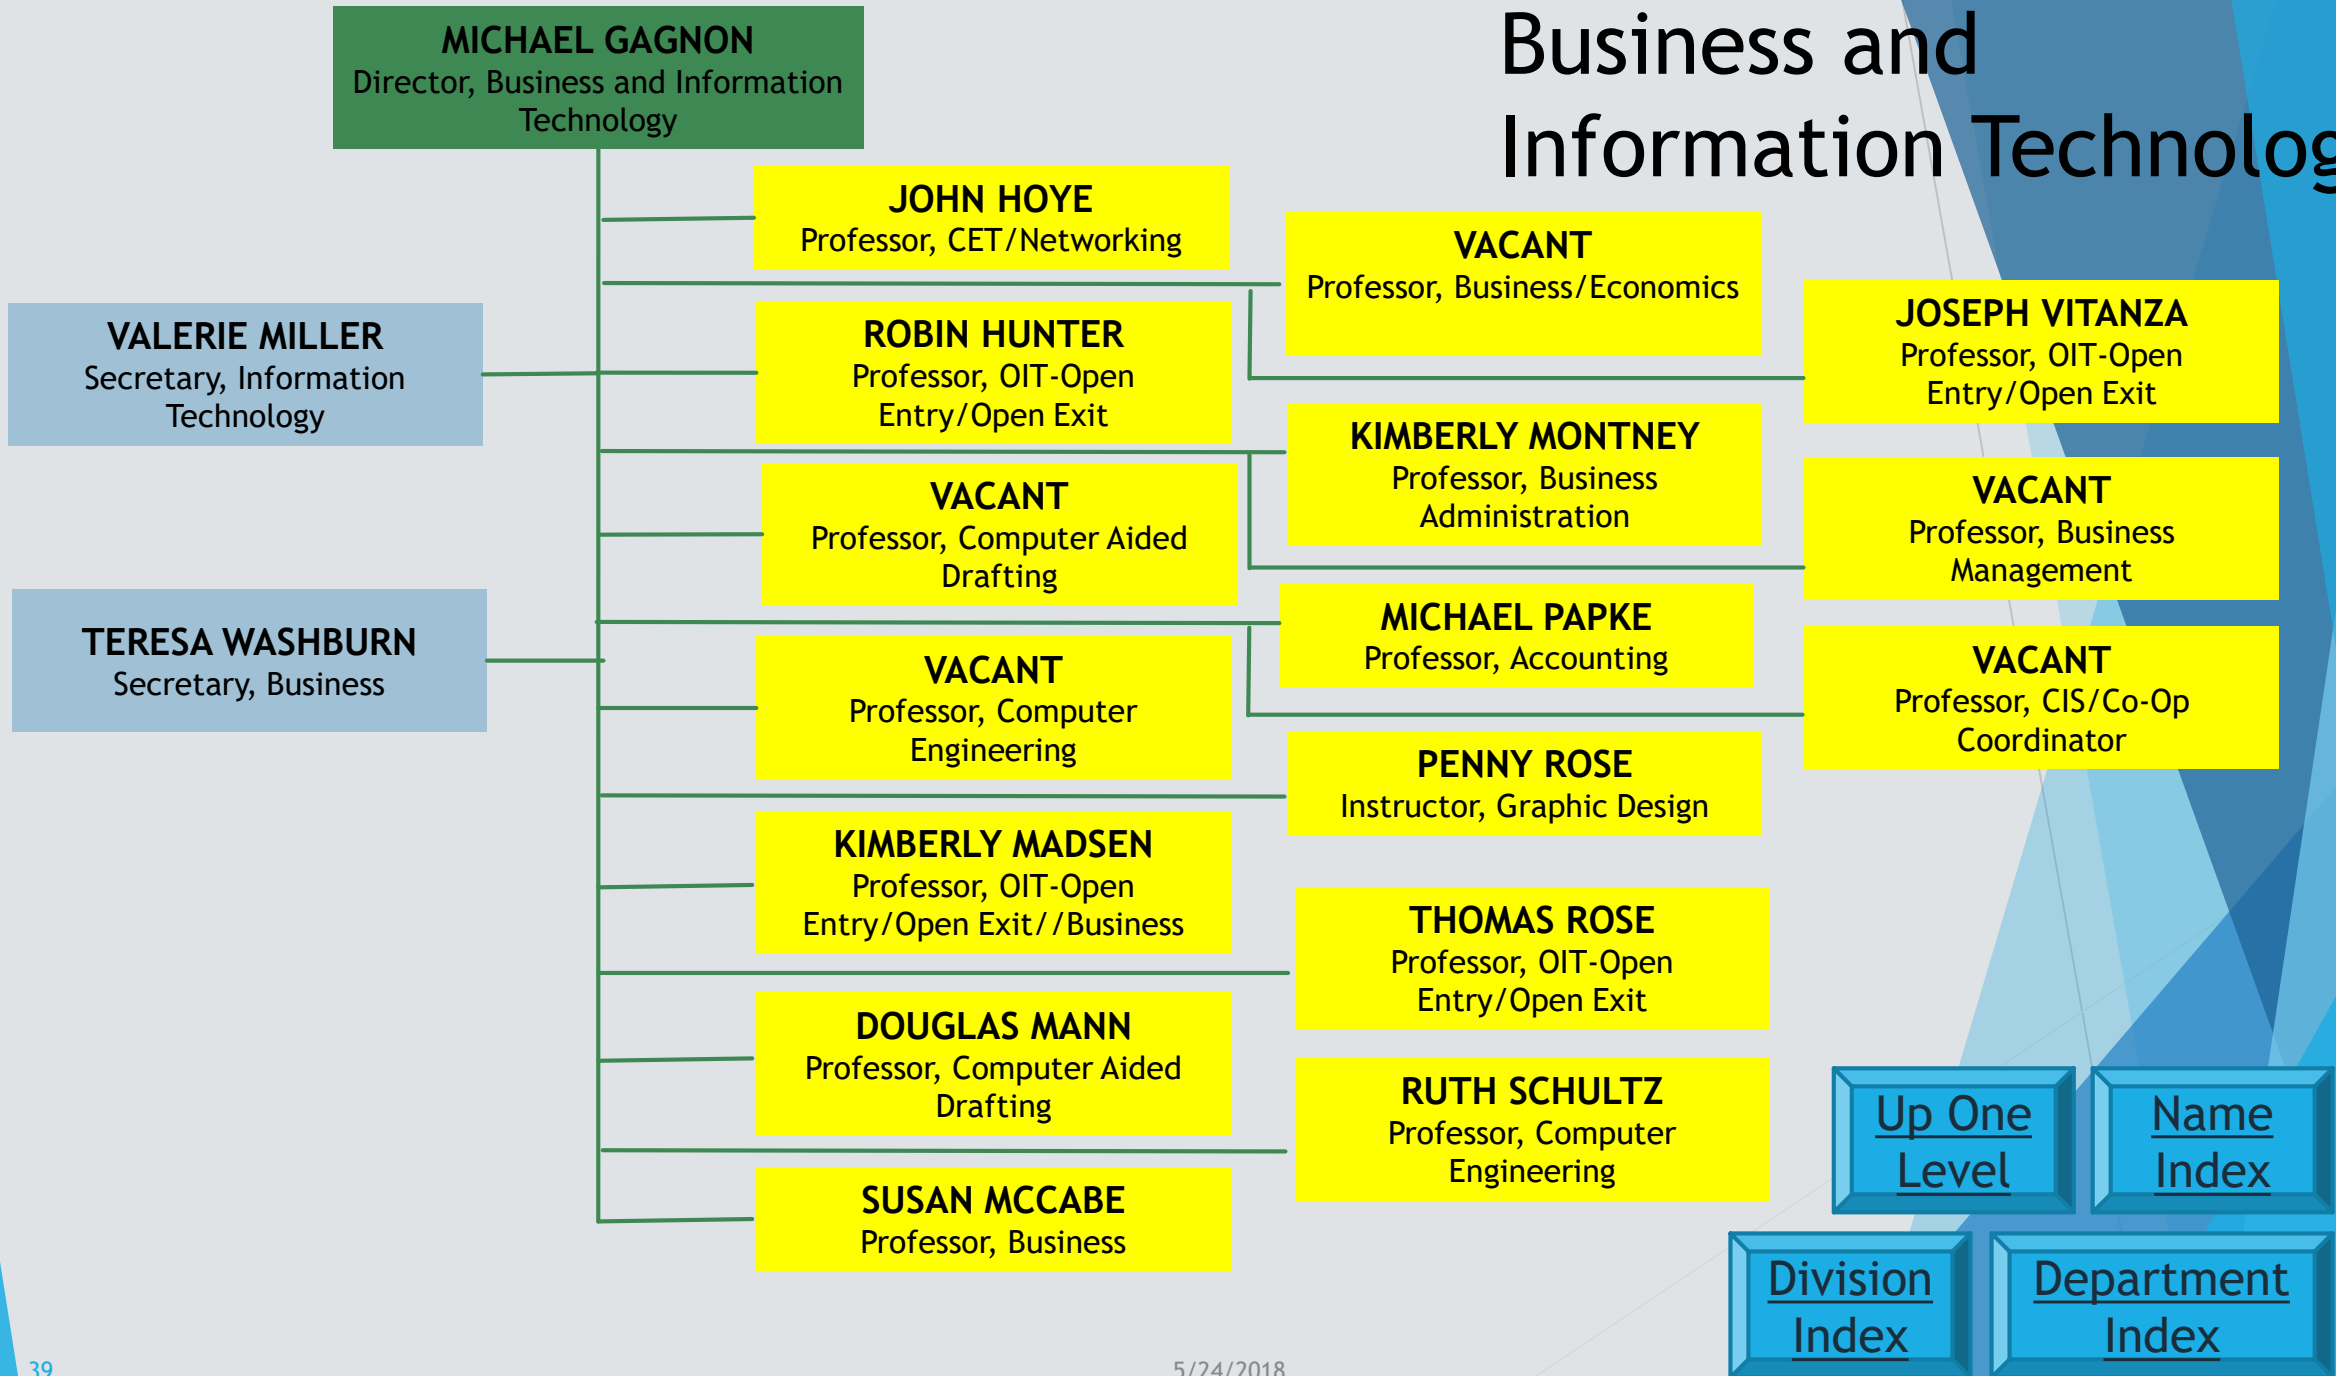 Business and
Information Technolog
MICHAEL GAGNON
Director, Business and Information
Technology
VALERIE MILLER
Secretary, Information
Technology
TERESA WASHBURN
Secretary, Business
JOHN HOYE
Professor, CET/Networking
ROBIN HUNTER
Professor, OIT-Open
Entry/Open Exit
VACANT
Professor, Computer Aided
Drafting
VACANT
Professor, Computer
Engineering
KIMBERLY MADSEN
Professor, OIT-Open
Entry/Open Exit//Business
DOUGLAS MANN
Professor, Computer Aided
Drafting
SUSAN MCCABE
Professor, Business
VACANT
Professor, Business/Economics
KIMBERLY MONTNEY
Professor, Business
Administration
MICHAEL PAPKE
Professor, Accounting
PENNY ROSE
Instructor, Graphic Design
THOMAS ROSE
Professor, OIT-Open
Entry/Open Exit
RUTH SCHULTZ
Professor, Computer
Engineering
JOSEPH VITANZA
Professor, OIT-Open
Entry/Open Exit
VACANT
Professor, Business
Management
VACANT
Professor, CIS/Co-Op
Coordinator
Up One
Level
Name
Index
Division
Index
Department
Index
39
5/24/2018